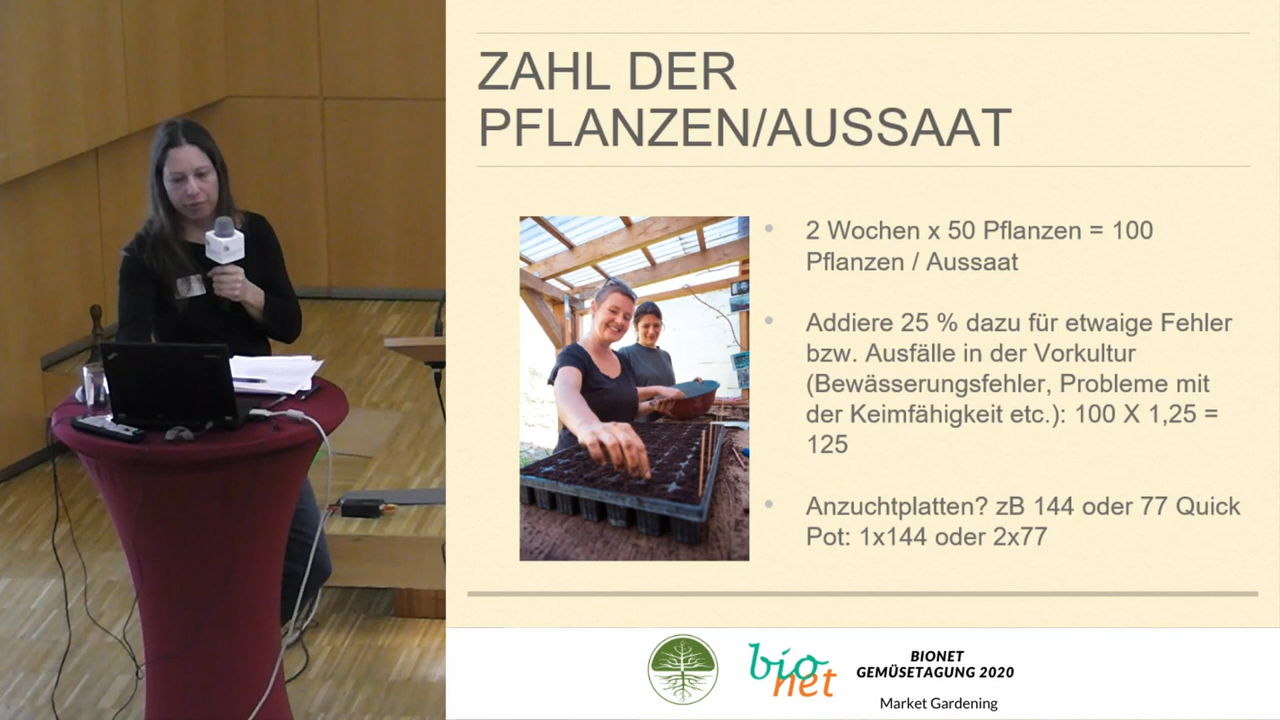 ZAHL DER
PFLANZEN/AUSSAAT
2 Wochen x 50 Pflanzen = 100
Pflanzen / Aussaat
Addiere 25 % dazu für etwaige Fehler
bzw. Ausfälle in der Vorkultur
(Bewässerungsfehler, Probleme mit
der Keimfähigkeit etc.): 100 X 1,25 =
125
Anzuchtplatten? zB 144 oder 77 Quick
Pot: 1x144 oder 2x77
bio
net
BIONET
GEMÜSETAGUNG 2020
Market Gardening